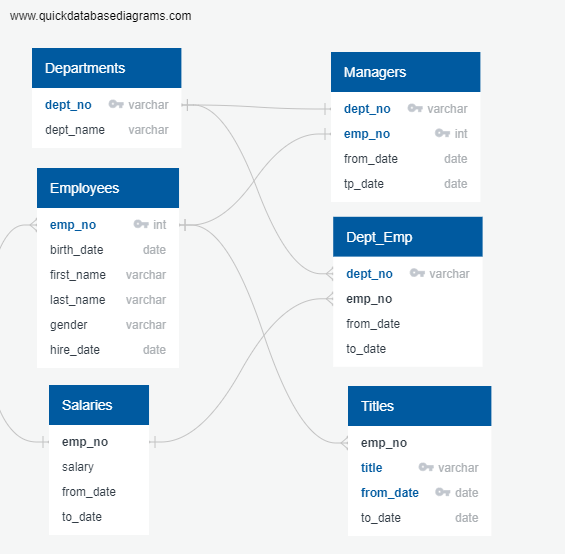 www.quickdatabasediagrams.com
Departments
dept_no varchar
dept_name varchar
Managers
dept_no varchar
emp_no int
from_date date
tp_date date
Employees
emp_no int
birth_date date
first_name varchar
last_name varchar
gender varchar
hire_date date
Dept_Emp
dept_no varchar
emp_no
from_date
to_date
Salaries
emp_no
salary
from_date
to_date
Titles
emp_no
title varchar
from_date date
to_date date